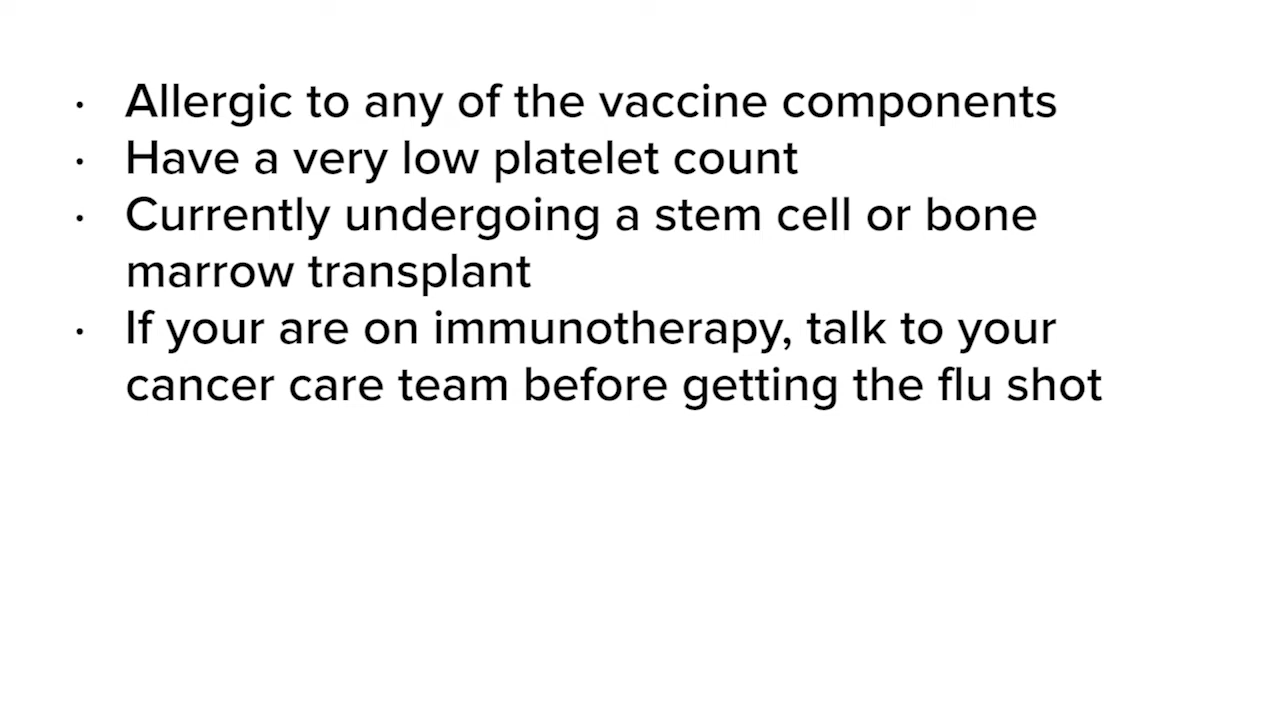 · Allergic to any of the vaccine components
· Have a very low platelet count
· Currently undergoing a stem cell or bone
marrow transplant
· If your are on immunotherapy, talk to your
cancer care team before getting the flu shot